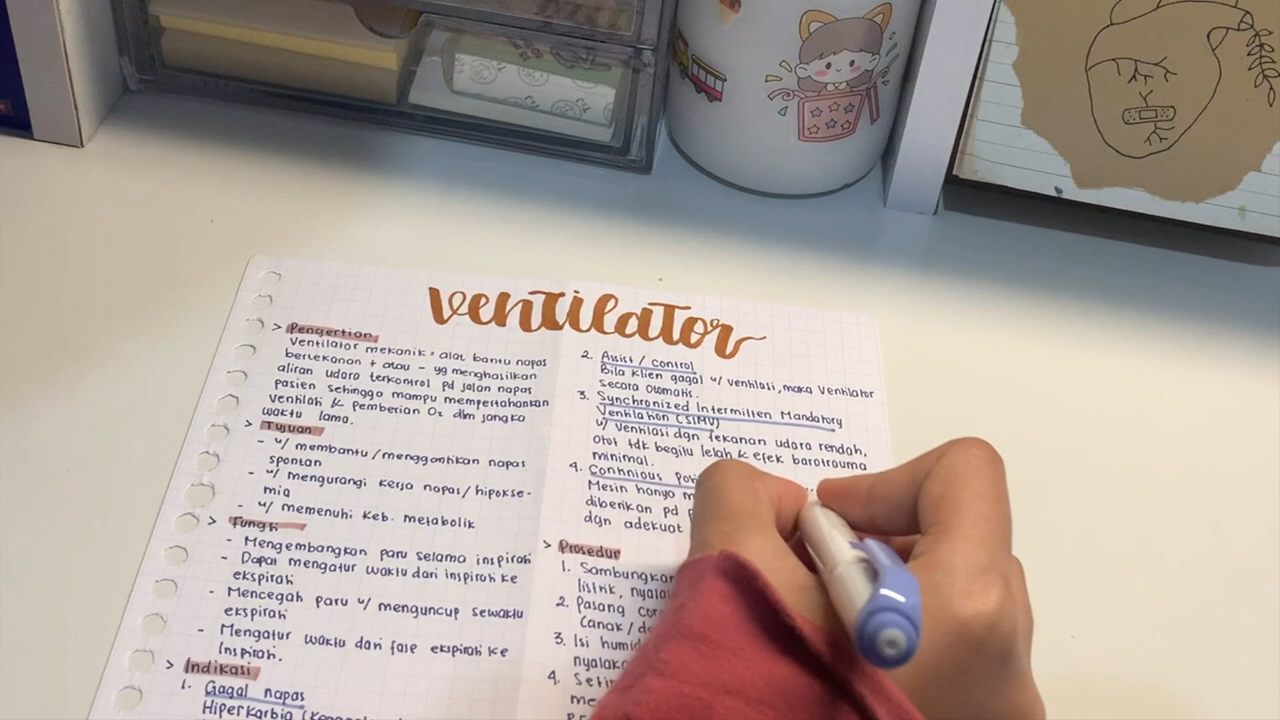 ventilator
> Pengertian
Ventilator mekanik = alat bantu napas
bertekanan + atau - yg menghasilkan
aliran udara terkontrol pd jalan napas
pasien sehingga mampu mempertahankan
ventilasi & pemberian O₂ dlm jangka
waktu lama.
> Tujuan
- u/ membantu/menggantikan napas
spontan
- u/ mengurangi kerja napas/hipokse-
mia
- u/ memenuhi keb. metabolik
> Fungsi
- Mengembangkan paru selama inspirasi
- Dapat mengatur waktu dari inspirasi ke
ekspirasi
- Mencegah paru u/ menguncup sewaktu
ekspirasi
- Mengatur waktu dari fase ekspirasi ke
Inspirasi.
> Indikasi
1. Gagal napas
Hiperkarbia
2. Assist / control
Bila klien gagal u/ ventilasi, maka ventilator
secara otomatis.
3. Synchronized Intermitten Mandatory
Ventilation (SIMV)
u/ ventilasi dgn tekanan udara rendah,
otot tdk begitu lelah & efek barotrauma
minimal.
4. Continious
Mesin hanya
diberikan pd
dgn adekuat
> Prosedur
1. Sambungkan
listrik, nyala
2. Pasang
3. Isi humid
nyalaka
4.
me